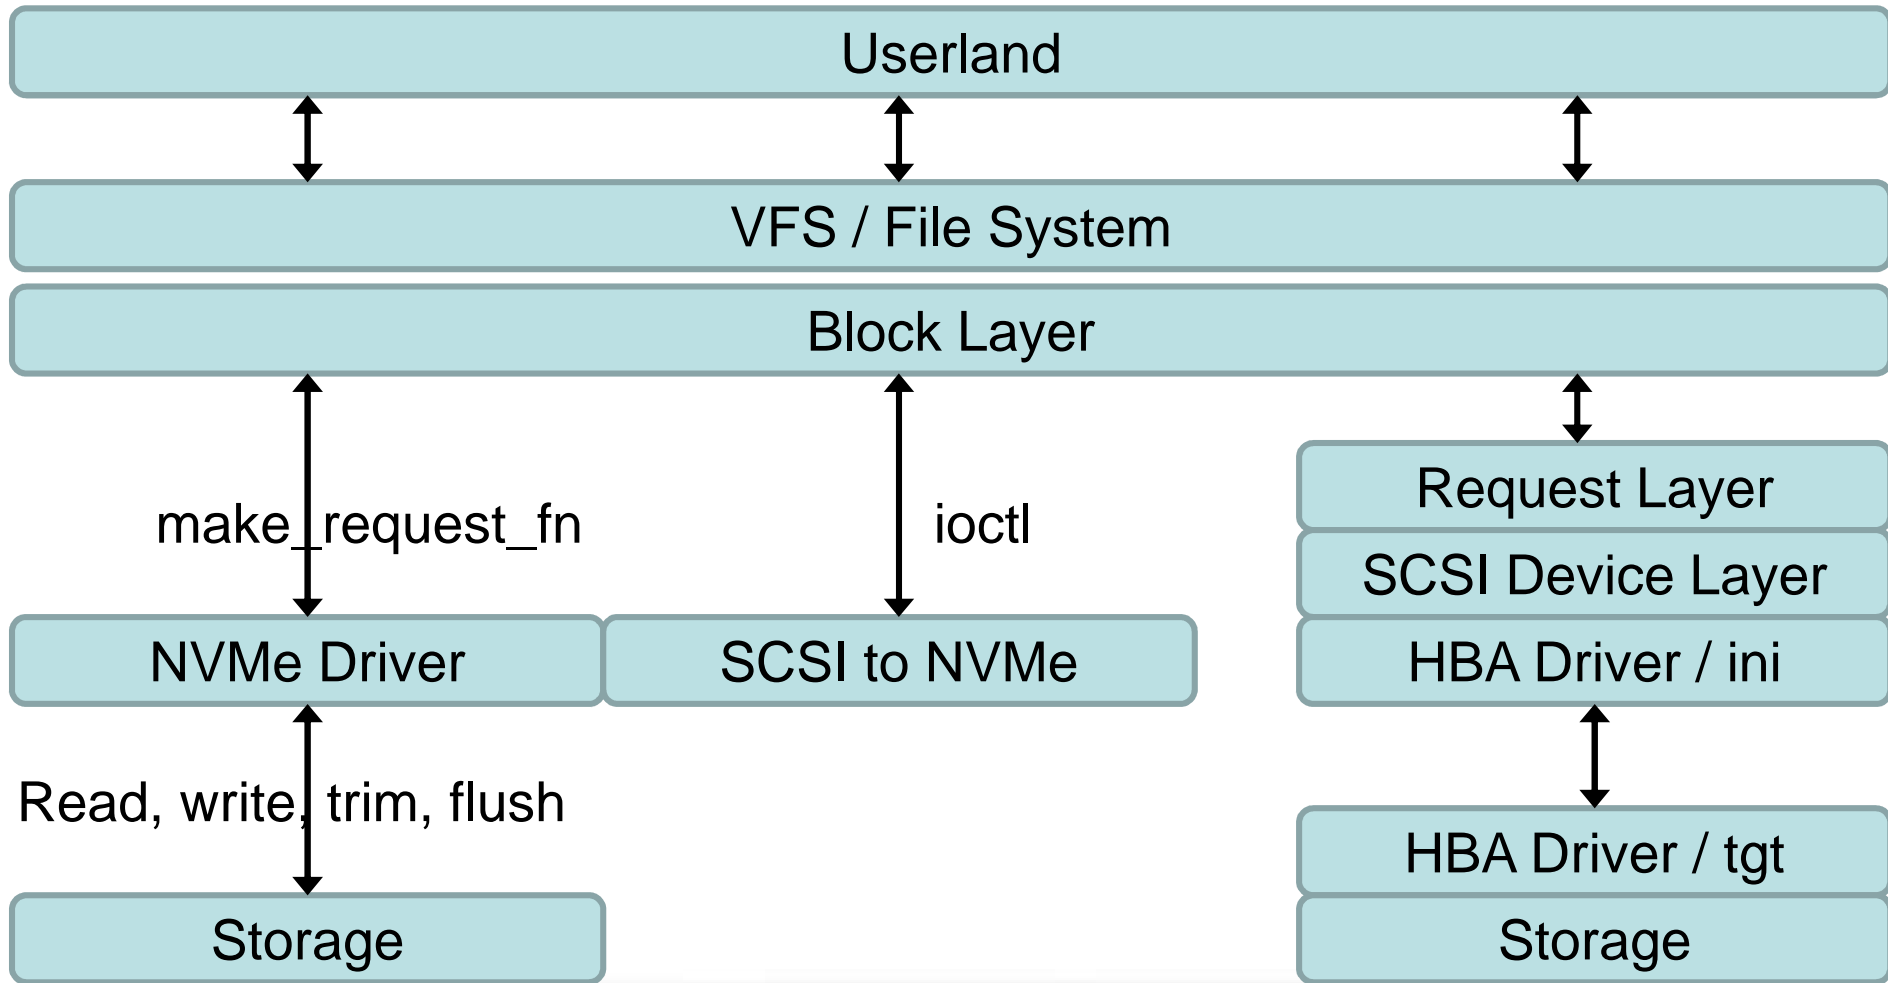 Userland
VFS / File System
Block Layer
make_request_fn
ioctl
Request Layer
SCSI Device Layer
NVMe Driver
SCSI to NVMe
HBA Driver / ini
Read, write, trim, flush
HBA Driver / tgt
Storage
Storage